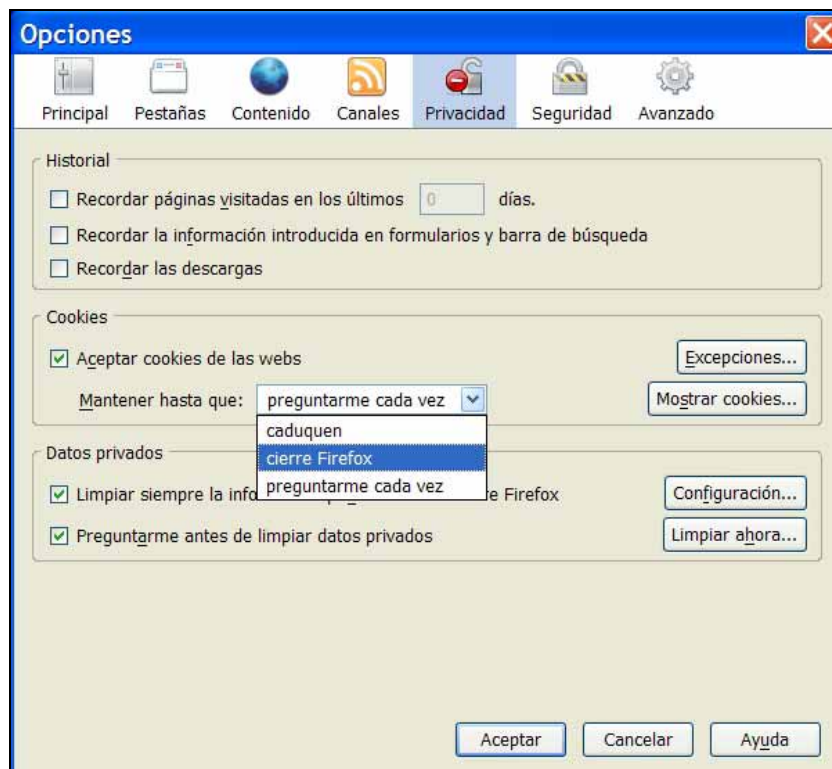 Opciones
Principal Pestañas Contenido Canales Privacidad Seguridad Avanzado
Historial
Recordar páginas visitadas en los últimos 0 días.
Recordar la información introducida en formularios y barra de búsqueda
Recordar las descargas
Cookies
Aceptar cookies de las webs Excepciones...
Mantener hasta que: preguntarme cada vez Mostrar cookies...
caduquen
Datos privados
cierre Firefox
preguntarme cada vez
Limpiar siempre la Firefox Configuración...
Preguntarme antes de limpiar datos privados Limpiar ahora...
Aceptar Cancelar Ayuda